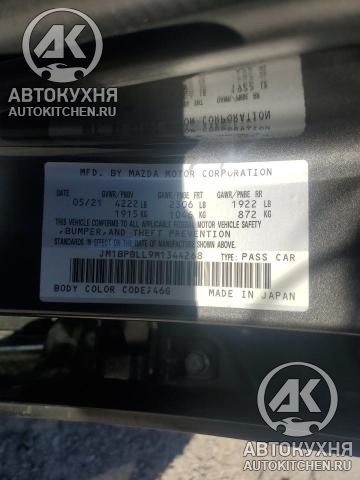 АВТОКУХНЯ
AUTOKITCHEN.RU
MFD. BY MAZDA MOTOR CORPORATION
DATE GVWR/PNBV GAWR/PNBE FRT GAWR/PNBE RR
05/21 4222 LB 2306 LB 1922 LB
1915 KG 1046 KG 872 KG
THIS VEHICLE CONFORMS TO ALL
APPLICABLE FEDERAL MOTOR VEHICLE SAFETY
,BUMPER,AND THEFT PREVENTION
STANDARDS IN EFFECT ON THE DATE OF MANUFACTURE SHOWN ABOVE.
JM1BPBLL9M1344268 TYPE: PASS CAR
BODY COLOR CODE:46G MADE IN JAPAN
AK
АВТОКУХНЯ
AUTOKITCHEN.RU